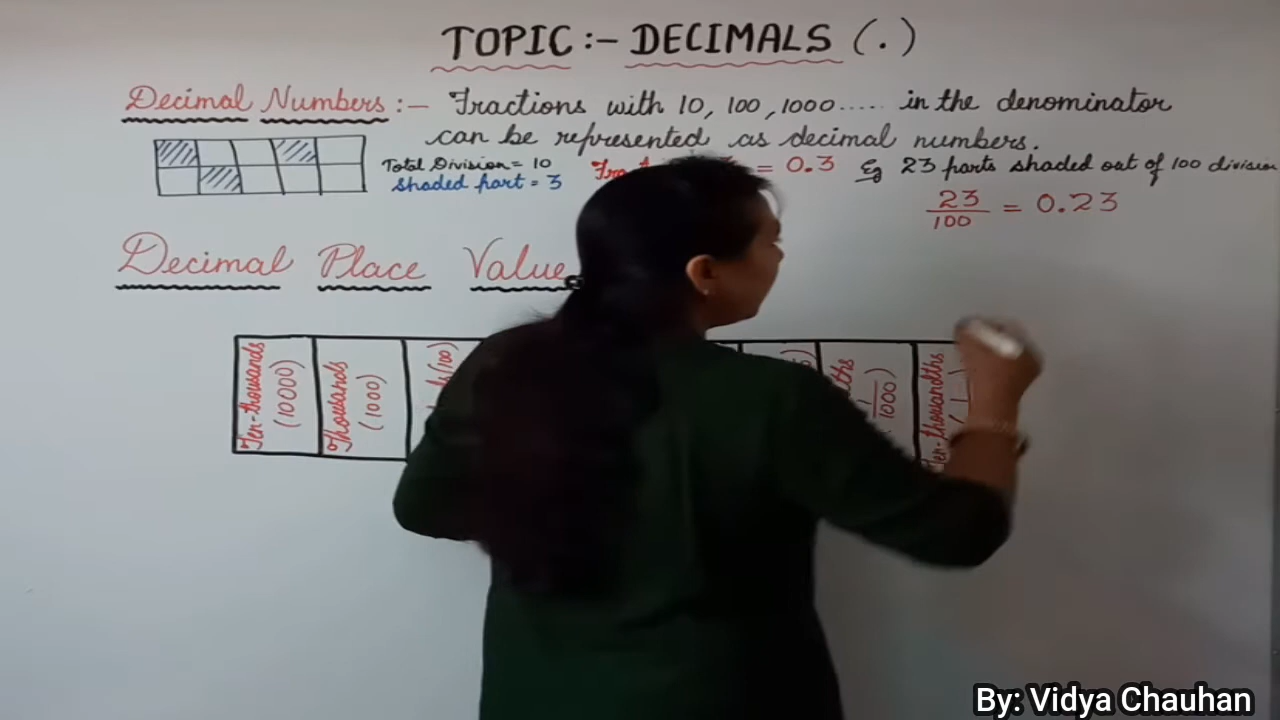 TOPIC :- DECIMALS (.)
Decimal Numbers :- Fractions with 10, 100, 1000 ..... in the denominator
can be represented as decimal numbers.
Total Division = 10
Shaded part = 3
= 0.3
Eg 23 parts shaded out of 100 division
23/100 = 0.23
Decimal Place Value
Ten-thousands (10000)
Thousands (1000)
(100)
1/1000
Ten-thousandths
By: Vidya Chauhan